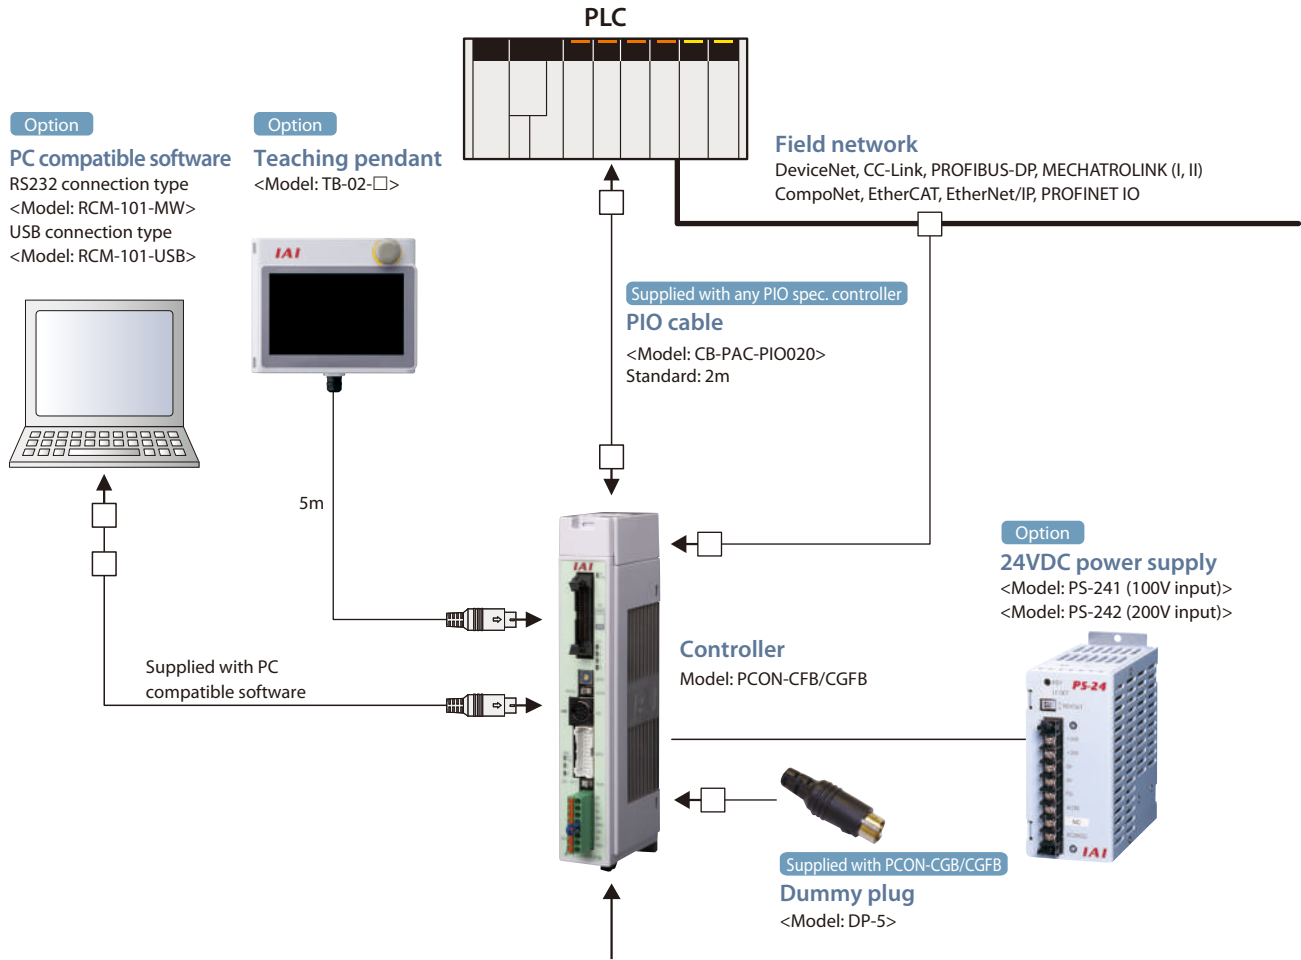 PLC
Option
PC compatible software
RS232 connection type
<Model: RCM-101-MW>
USB connection type
<Model: RCM-101-USB>
Option
Teaching pendant
<Model: TB-02-□>
IAI
Field network
DeviceNet, CC-Link, PROFIBUS-DP, MECHATROLINK (I, II)
CompoNet, EtherCAT, EtherNet/IP, PROFINET IO
Supplied with any PIO spec. controller
PIO cable
<Model: CB-PAC-PIO020>
Standard: 2m
5m
Option
24VDC power supply
<Model: PS-241 (100V input)>
<Model: PS-242 (200V input)>
IAI
Controller
Model: PCON-CFB/CGFB
Supplied with PC
compatible software
PS-24
NC
IAI
Supplied with PCON-CGB/CGFB
Dummy plug
<Model: DP-5>